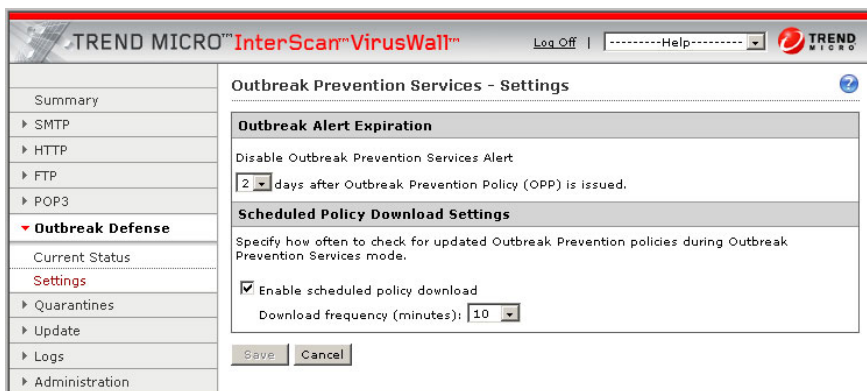 TREND MICRO™ InterScan™ VirusWall™
Log Off | ---------Help---------
TREND MICRO
Summary
SMTP
HTTP
FTP
POP3
Outbreak Defense
Current Status
Settings
Quarantines
Update
Logs
Administration
Outbreak Prevention Services - Settings
?
Outbreak Alert Expiration
Disable Outbreak Prevention Services Alert
2 days after Outbreak Prevention Policy (OPP) is issued.
Scheduled Policy Download Settings
Specify how often to check for updated Outbreak Prevention policies during Outbreak
Prevention Services mode.
Enable scheduled policy download
Download frequency (minutes): 10
Save Cancel